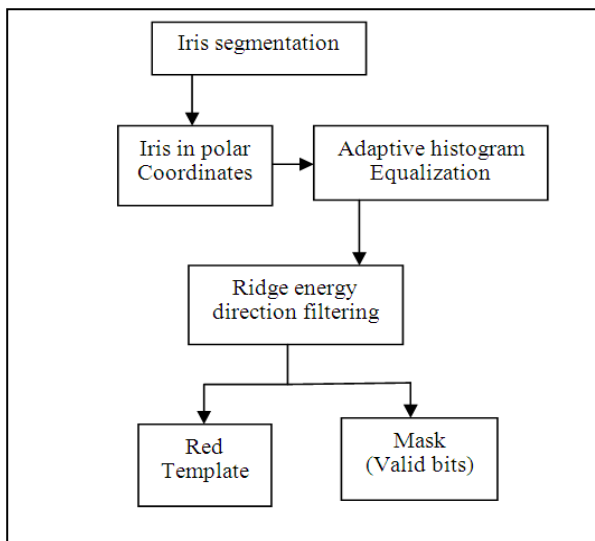 Iris segmentation
Iris in polar
Coordinates
Adaptive histogram
Equalization
Ridge energy
direction filtering
Red
Template
Mask
(Valid bits)